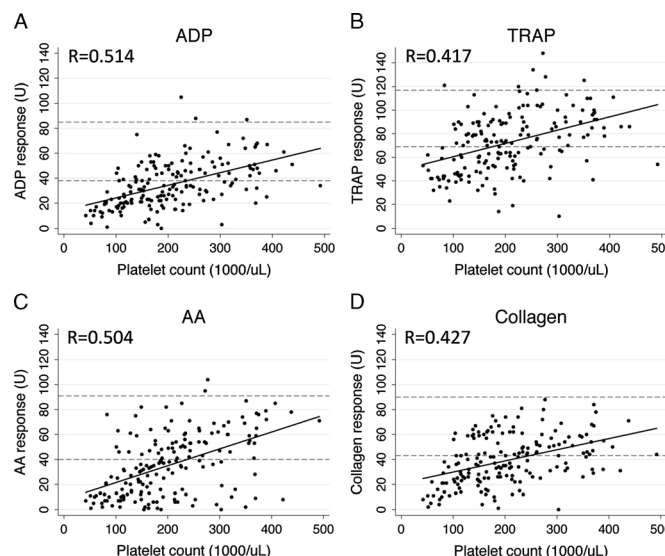 A
ADP
R=0.514
ADP response (U)
0 20 40 60 80 100 120 140
0 100 200 300 400 500
Platelet count (1000/uL)
B
TRAP
R=0.417
TRAP response (U)
0 20 40 60 80 100 120 140
0 100 200 300 400 500
Platelet count (1000/uL)
C
AA
R=0.504
AA response (U)
0 20 40 60 80 100 120 140
0 100 200 300 400 500
Platelet count (1000/uL)
D
Collagen
R=0.427
Collagen response (U)
0 20 40 60 80 100 120 140
0 100 200 300 400 500
Platelet count (1000/uL)